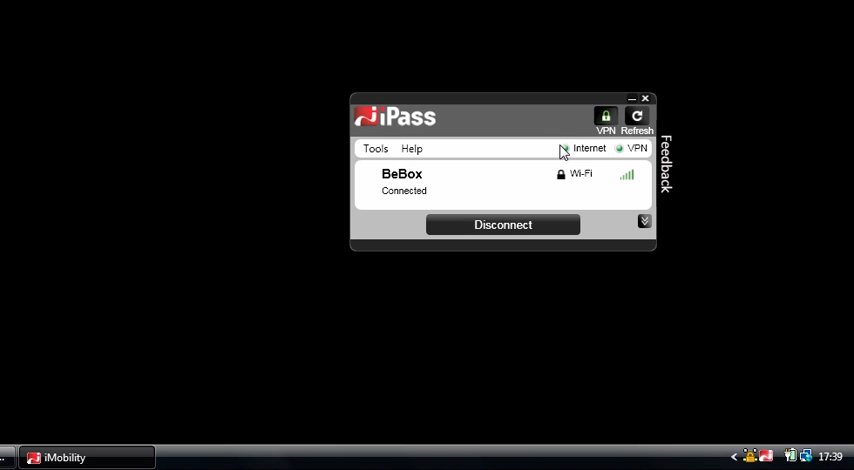 iPass
VPN Refresh
Tools Help Internet VPN
Feedback
BeBox Wi-Fi
Connected
Disconnect
... iMobility 17:39